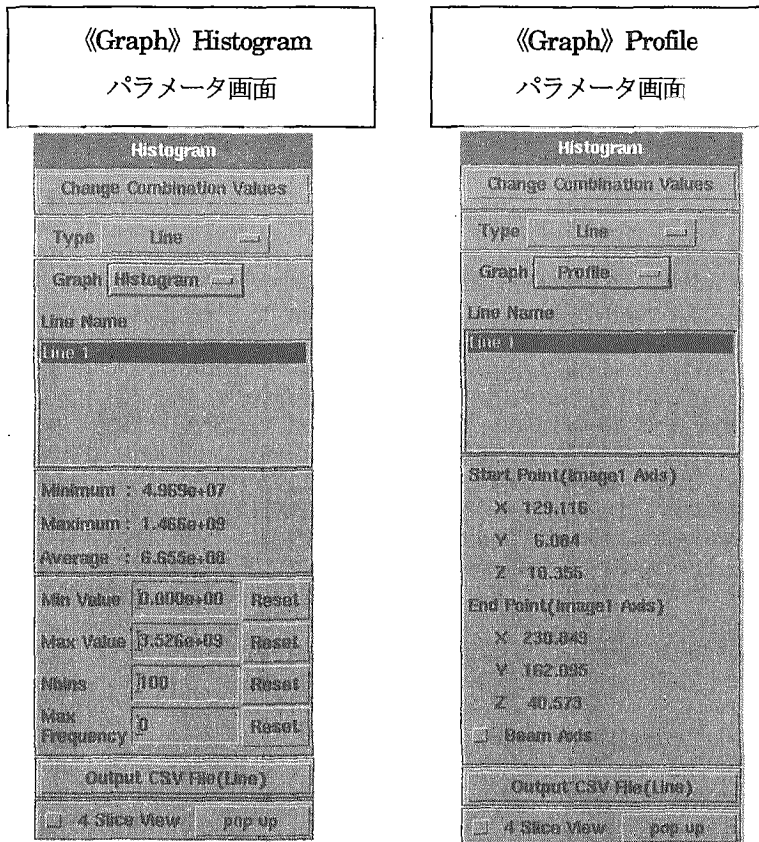 《Graph》 Histogram
パラメータ画面
Histogram
Change Combination Values
Type Line
Graph Histogram
Line Name
Line 1
Minimum : 4.969e+07
Maximum : 1.466e+09
Average : 6.655e+08
Min Value 0.000e+00 Reset
Max Value 3.526e+09 Reset
Nbins 100 Reset
Max Frequency 0 Reset
Output CSV File(Line)
4 Slice View pop up
《Graph》 Profile
パラメータ画面
Histogram
Change Combination Values
Type Line
Graph Profile
Line Name
Line 1
Start Point(Image1 Axis)
X 129.116
Y 6.084
Z 10.355
End Point(Image1 Axis)
X 230.849
Y 162.095
Z 40.573
Beam Axis
Output CSV File(Line)
4 Slice View pop up